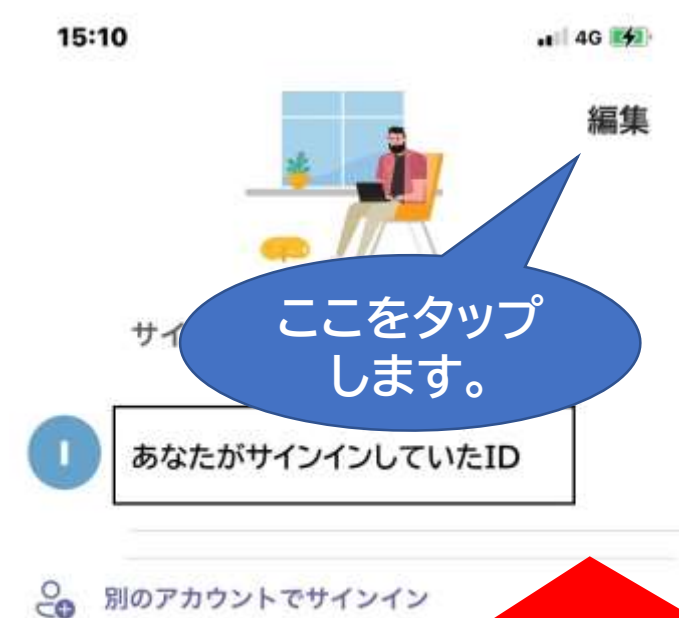 15:10
4G
編集
ここをタップ
します。
サイ
あなたがサインインしていたID
別のアカウントでサインイン